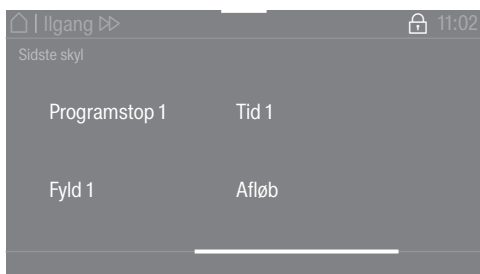 Ilgang 11:02
Sidste skyl
Programstop 1 Tid 1
Fyld 1 Afløb